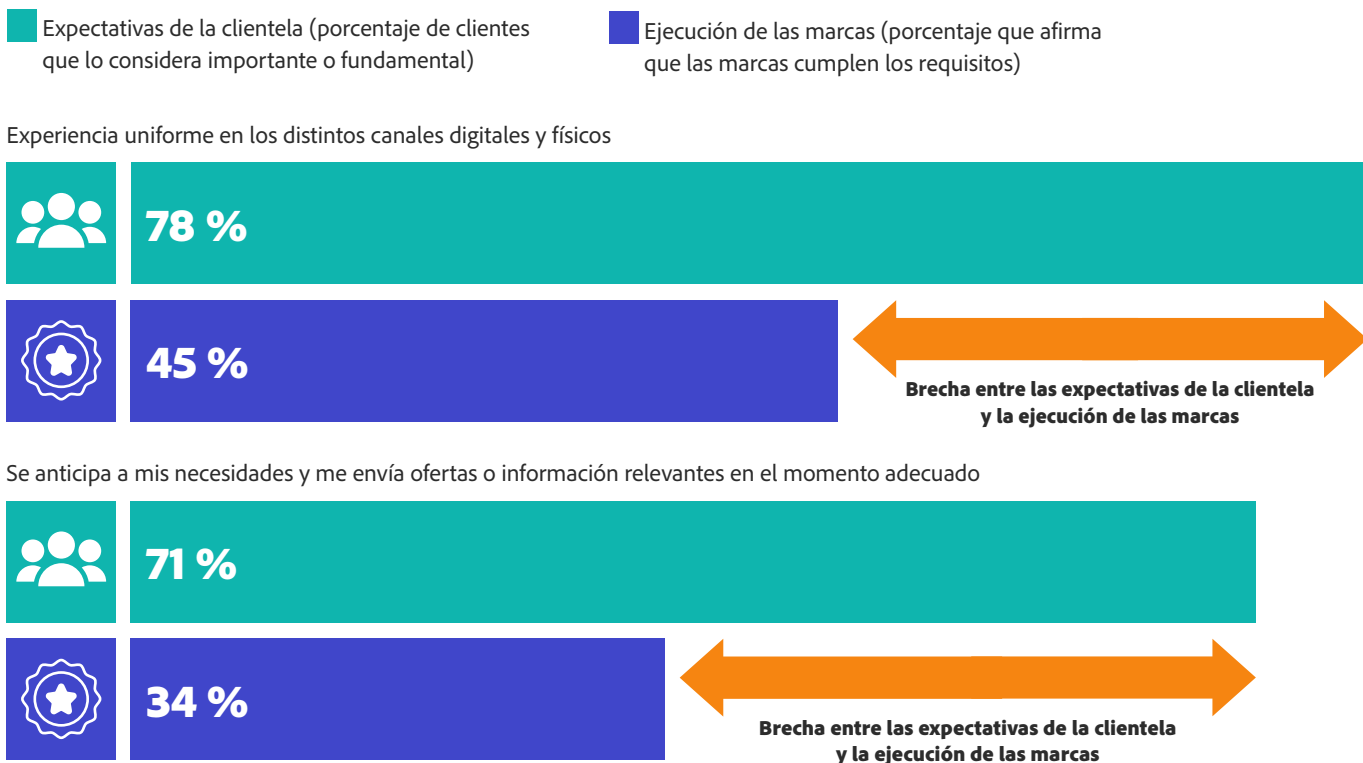 Expectativas de la clientela (porcentaje de clientes
que lo considera importante o fundamental)
Ejecución de las marcas (porcentaje que afirma
que las marcas cumplen los requisitos)
Experiencia uniforme en los distintos canales digitales y físicos
78 %
45 %
Brecha entre las expectativas de la clientela
y la ejecución de las marcas
Se anticipa a mis necesidades y me envía ofertas o información relevantes en el momento adecuado
71 %
34 %
Brecha entre las expectativas de la clientela
y la ejecución de las marcas